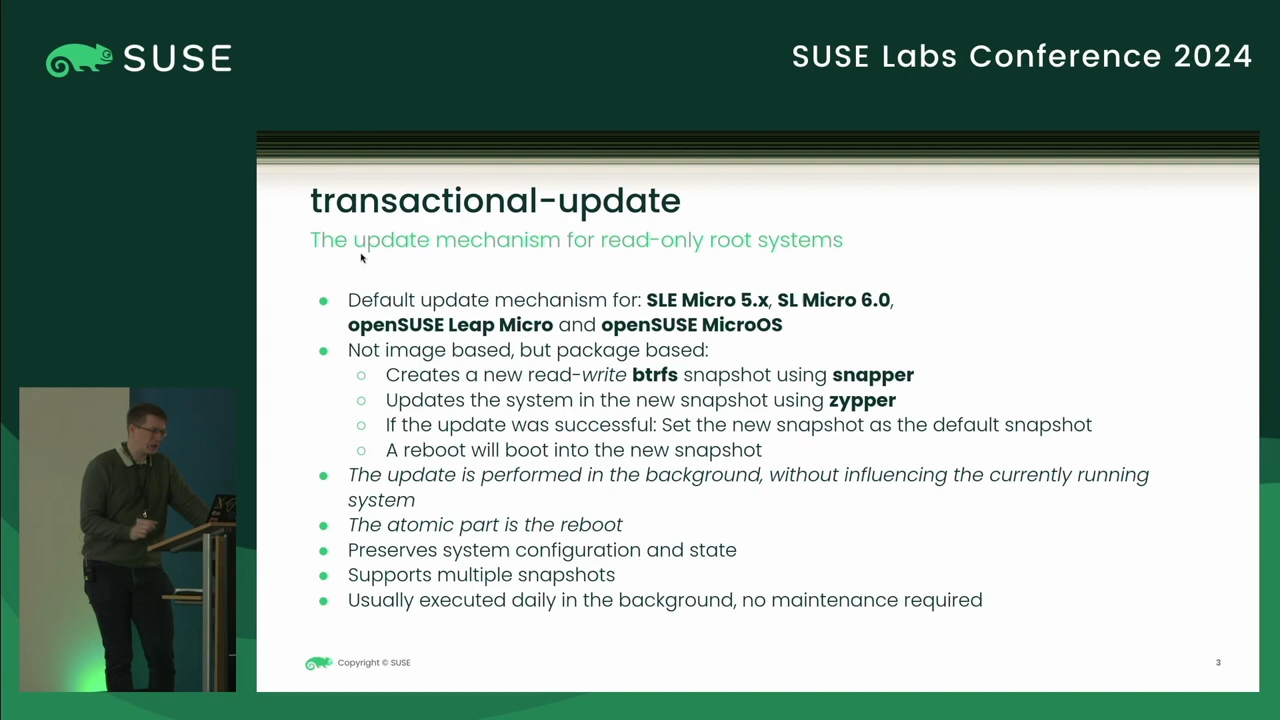 SUSE
SUSE Labs Conference 2024
transactional-update
The update mechanism for read-only root systems
● Default update mechanism for: SLE Micro 5.x, SL Micro 6.0,
openSUSE Leap Micro and openSUSE MicroOS
● Not image based, but package based:
○ Creates a new read-write btrfs snapshot using snapper
○ Updates the system in the new snapshot using zypper
○ If the update was successful: Set the new snapshot as the default snapshot
○ A reboot will boot into the new snapshot
● The update is performed in the background, without influencing the currently running
system
● The atomic part is the reboot
● Preserves system configuration and state
● Supports multiple snapshots
● Usually executed daily in the background, no maintenance required
Copyright © SUSE
3